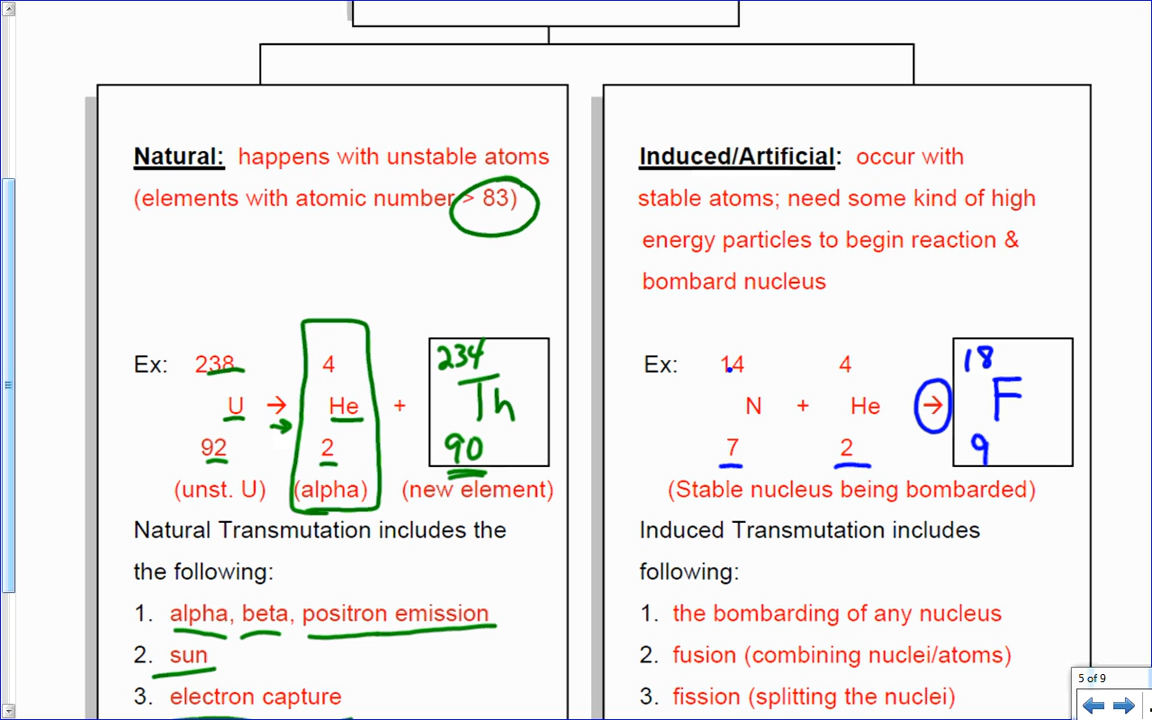 Natural: happens with unstable atoms
(elements with atomic number > 83)
Ex: 238 4 234
U → He + Th
92 2 90
(unst. U) (alpha) (new element)
Natural Transmutation includes the
the following:
1. alpha, beta, positron emission
2. sun
3. electron capture
Induced/Artificial: occur with
stable atoms; need some kind of high
energy particles to begin reaction &
bombard nucleus
Ex: 14 4 18
N + He → F
7 2 9
(Stable nucleus being bombarded)
Induced Transmutation includes
following:
1. the bombarding of any nucleus
2. fusion (combining nuclei/atoms)
3. fission (splitting the nuclei)
5 of 9